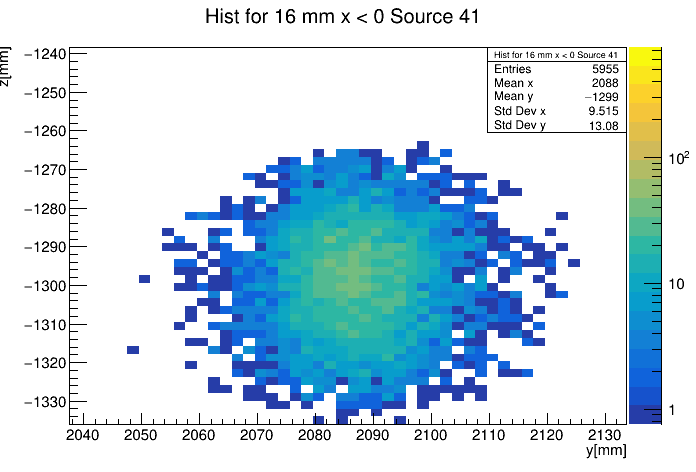 Hist for 16 mm x < 0 Source 41
z[mm]
Hist for 16 mm x < 0 Source 41
Entries 5955
Mean x 2088
Mean y −1299
Std Dev x 9.515
Std Dev y 13.08
−1240
−1250
−1260
−1270
−1280
−1290
−1300
−1310
−1320
−1330
10²
10
1
2040 2050 2060 2070 2080 2090 2100 2110 2120 2130
y[mm]